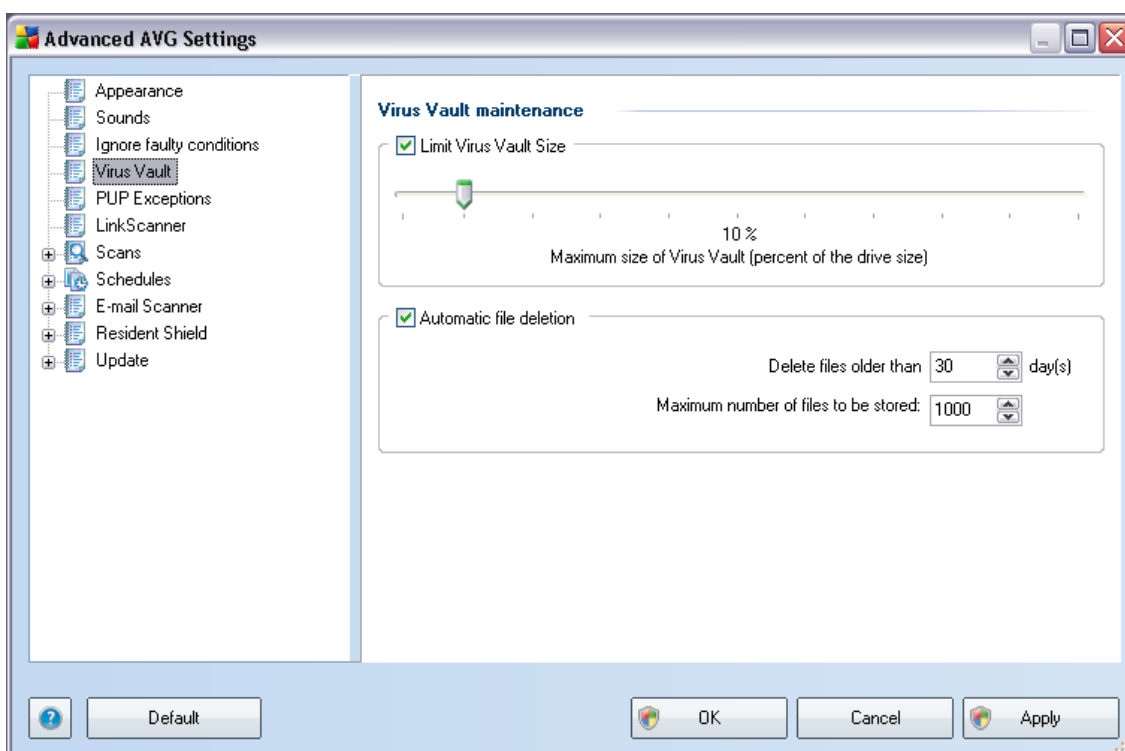 Advanced AVG Settings
Appearance
Sounds
Ignore faulty conditions
Virus Vault
PUP Exceptions
LinkScanner
Scans
Schedules
E-mail Scanner
Resident Shield
Update
Virus Vault maintenance
Limit Virus Vault Size
10 %
Maximum size of Virus Vault (percent of the drive size)
Automatic file deletion
Delete files older than 30 day(s)
Maximum number of files to be stored: 1000
? Default OK Cancel Apply